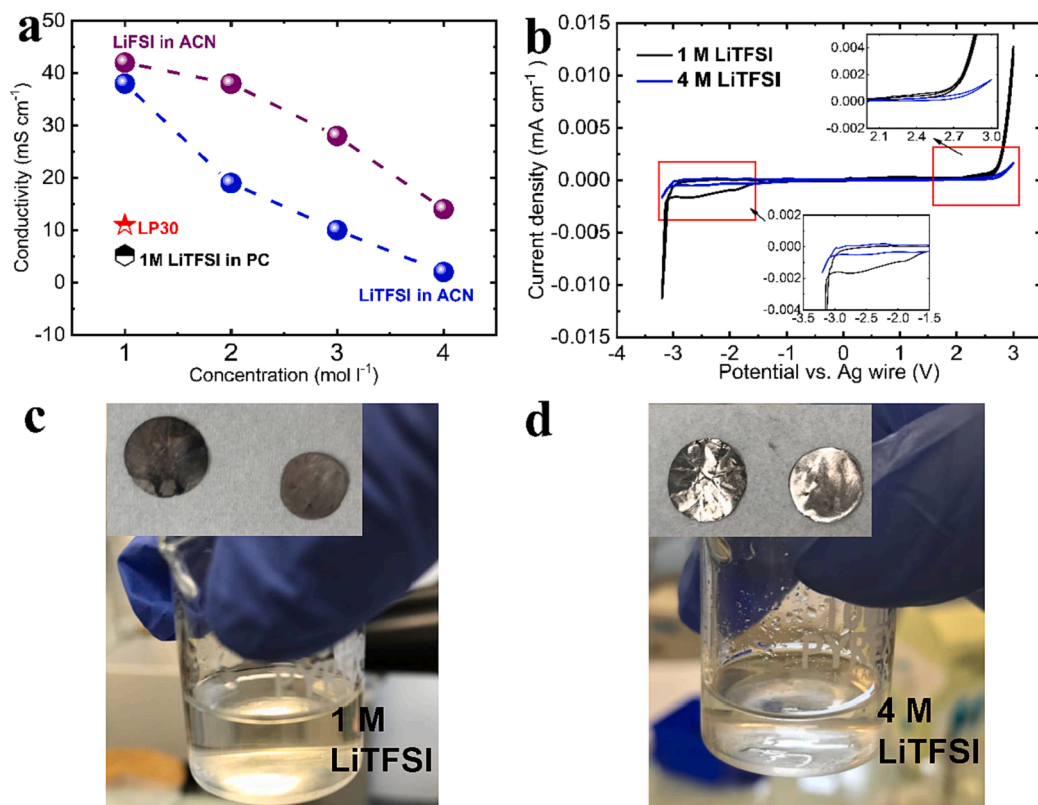 a
LiFSI in ACN
LP30
1M LiTFSI in PC
LiTFSI in ACN
50
40
30
20
10
0
-10
1
2
3
4
Conductivity (mS cm⁻¹)
Concentration (mol l⁻¹)
b
1 M LiTFSI
4 M LiTFSI
0.015
0.010
0.005
0.000
-0.005
-0.010
-0.015
-4
-3
-2
-1
0
1
2
3
Current density (mA cm⁻²)
Potential vs. Ag wire (V)
0.004
0.002
0.000
-0.002
2.1
2.4
2.7
3.0
0.002
0.000
-0.002
-0.004
-3.5
-3.0
-2.5
-2.0
-1.5
c
1 M
LiTFSI
d
4 M
LiTFSI